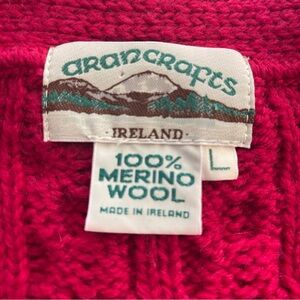 aRaNCRaFtS
· IRELAND ·
100%
MERINO
WOOL
MADE IN IRELAND
L